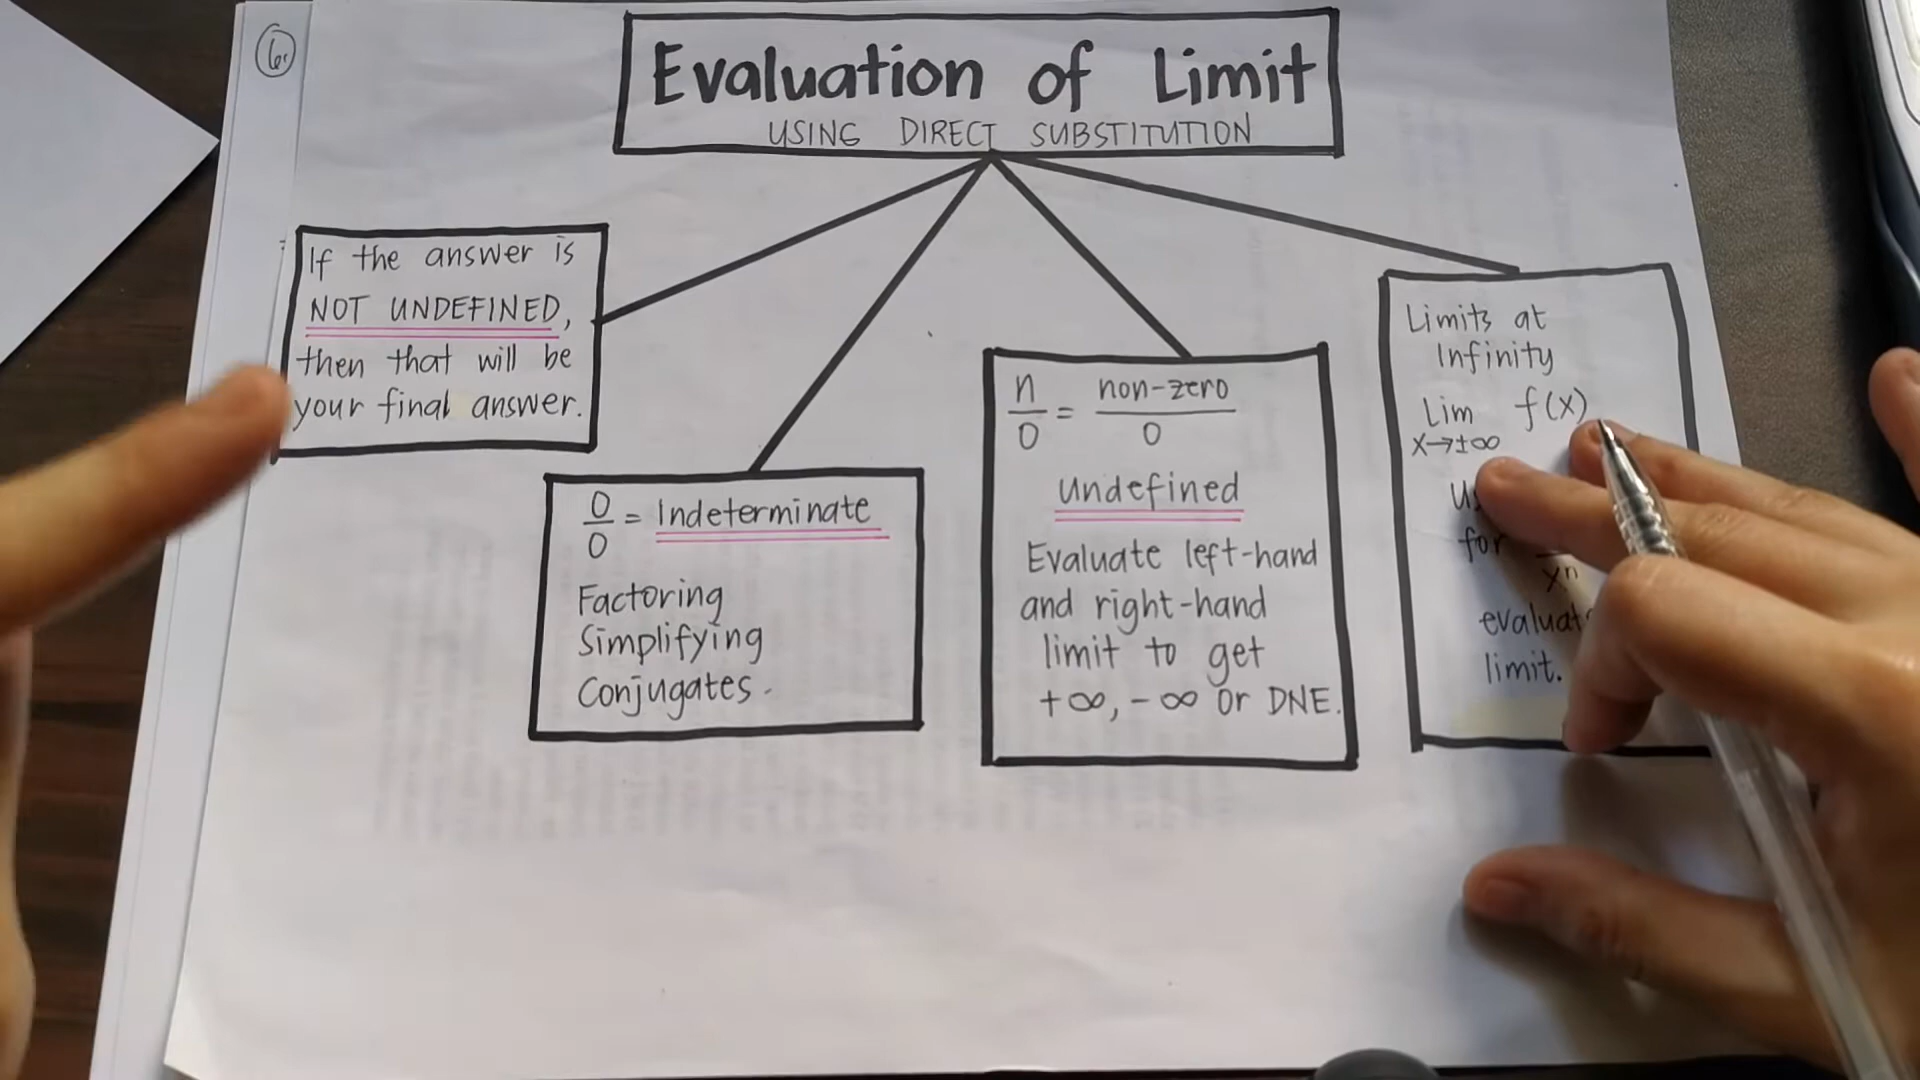 6.
Evaluation of Limit
USING DIRECT SUBSTITUTION
If the answer is
NOT UNDEFINED,
then that will be
your final answer.
0/0 = Indeterminate
Factoring
Simplifying
Conjugates.
n/0 = non-zero/0
Undefined
Evaluate left-hand
and right-hand
limit to get
+∞, -∞ or DNE.
Limits at
Infinity
Lim f(x)
x→±∞
for
xⁿ
limit.